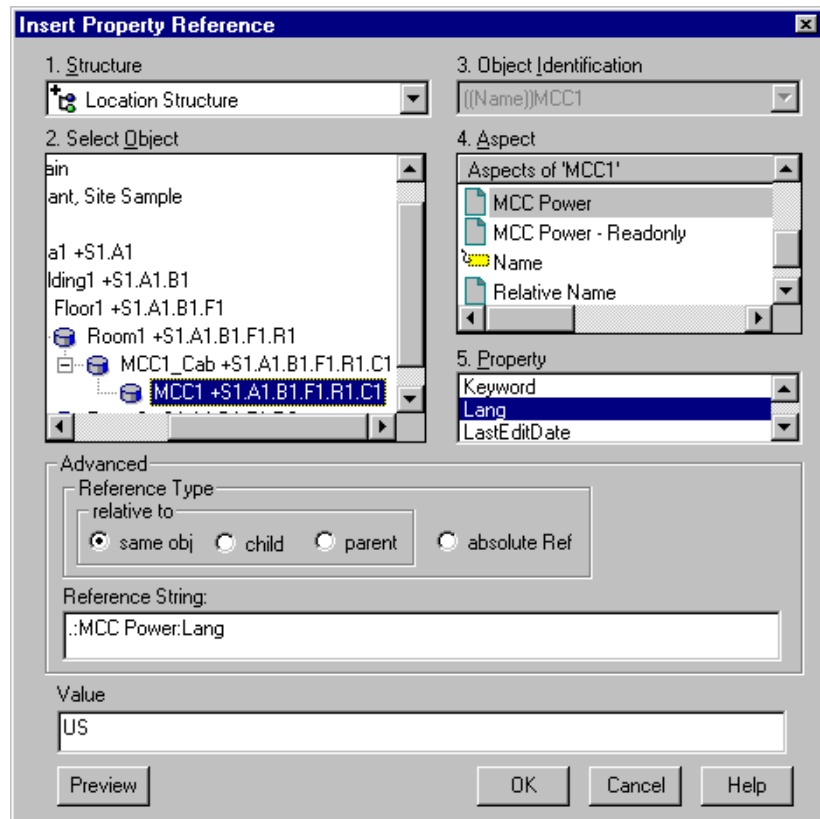 Insert Property Reference
1. Structure
Location Structure
3. Object Identification
((Name))MCC1
2. Select Object
ain
ant, Site Sample
a1 +S1.A1
lding1 +S1.A1.B1
Floor1 +S1.A1.B1.F1
Room1 +S1.A1.B1.F1.R1
MCC1_Cab +S1.A1.B1.F1.R1.C1
MCC1 +S1.A1.B1.F1.R1.C1
4. Aspect
Aspects of 'MCC1'
MCC Power
MCC Power - Readonly
Name
Relative Name
5. Property
Keyword
Lang
LastEditDate
Advanced
Reference Type
relative to
same obj child parent absolute Ref
Reference String:
.:MCC Power:Lang
Value
US
Preview OK Cancel Help